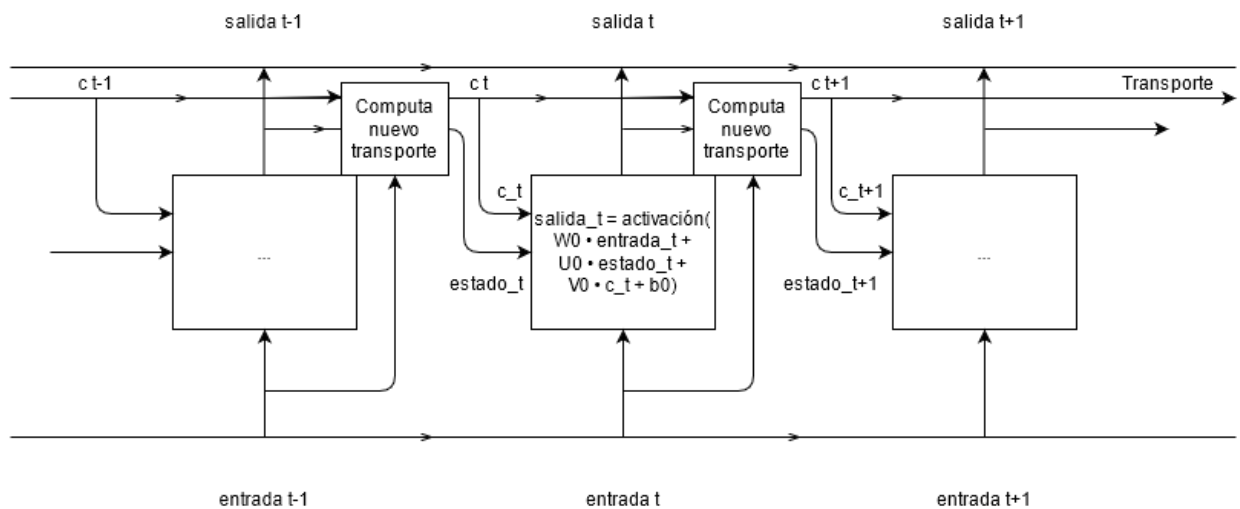 salida t-1
salida t
salida t+1
c t-1
c t
c t+1
Transporte
Computa
nuevo
transporte
Computa
nuevo
transporte
c_t
c_t+1
...
salida_t = activación(
W0 • entrada_t +
U0 • estado_t +
V0 • c_t + b0)
...
estado_t
estado_t+1
entrada t-1
entrada t
entrada t+1